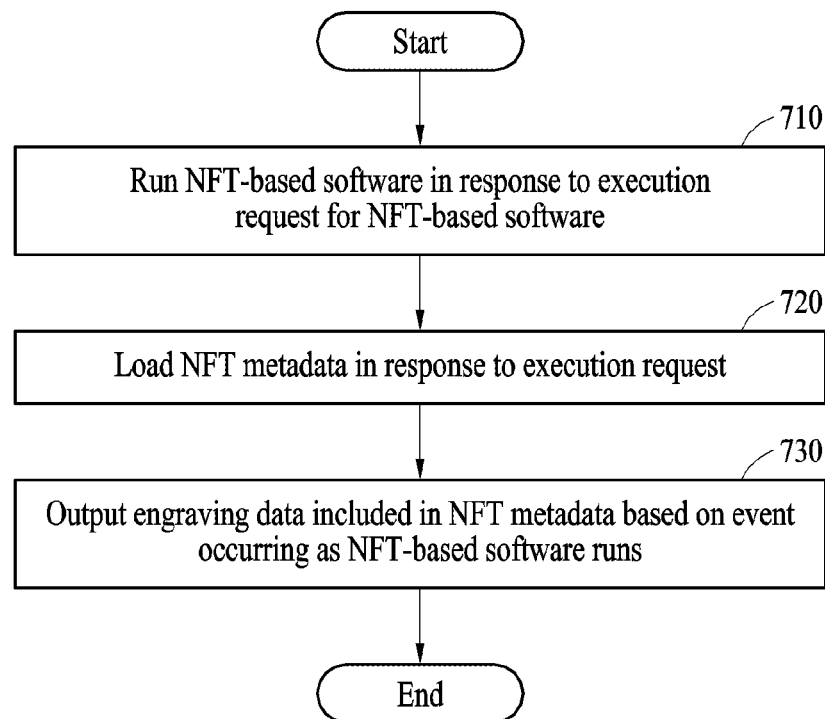 Start
710
Run NFT-based software in response to execution
request for NFT-based software
720
Load NFT metadata in response to execution request
730
Output engraving data included in NFT metadata based on event
occurring as NFT-based software runs
End